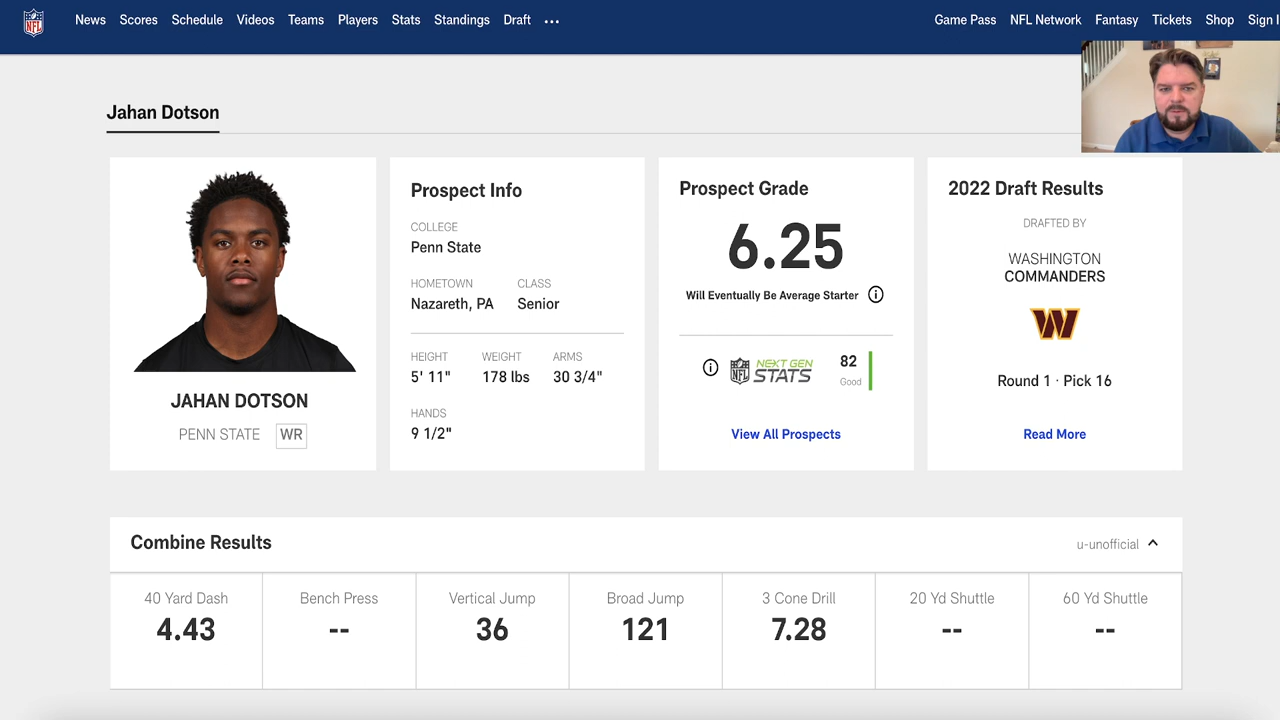 NFL
News Scores Schedule Videos Teams Players Stats Standings Draft ...
Game Pass NFL Network Fantasy Tickets Shop Sign I
Jahan Dotson
JAHAN DOTSON
PENN STATE WR
Prospect Info
COLLEGE
Penn State
HOMETOWN CLASS
Nazareth, PA Senior
HEIGHT WEIGHT ARMS
5' 11" 178 lbs 30 3/4"
HANDS
9 1/2"
Prospect Grade
6.25
Will Eventually Be Average Starter
NFL NEXT GEN STATS 82
Good
View All Prospects
2022 Draft Results
DRAFTED BY
WASHINGTON
COMMANDERS
W
Round 1 · Pick 16
Read More
Combine Results
u-unofficial
40 Yard Dash Bench Press Vertical Jump Broad Jump 3 Cone Drill 20 Yd Shuttle 60 Yd Shuttle
4.43 -- 36 121 7.28 -- --